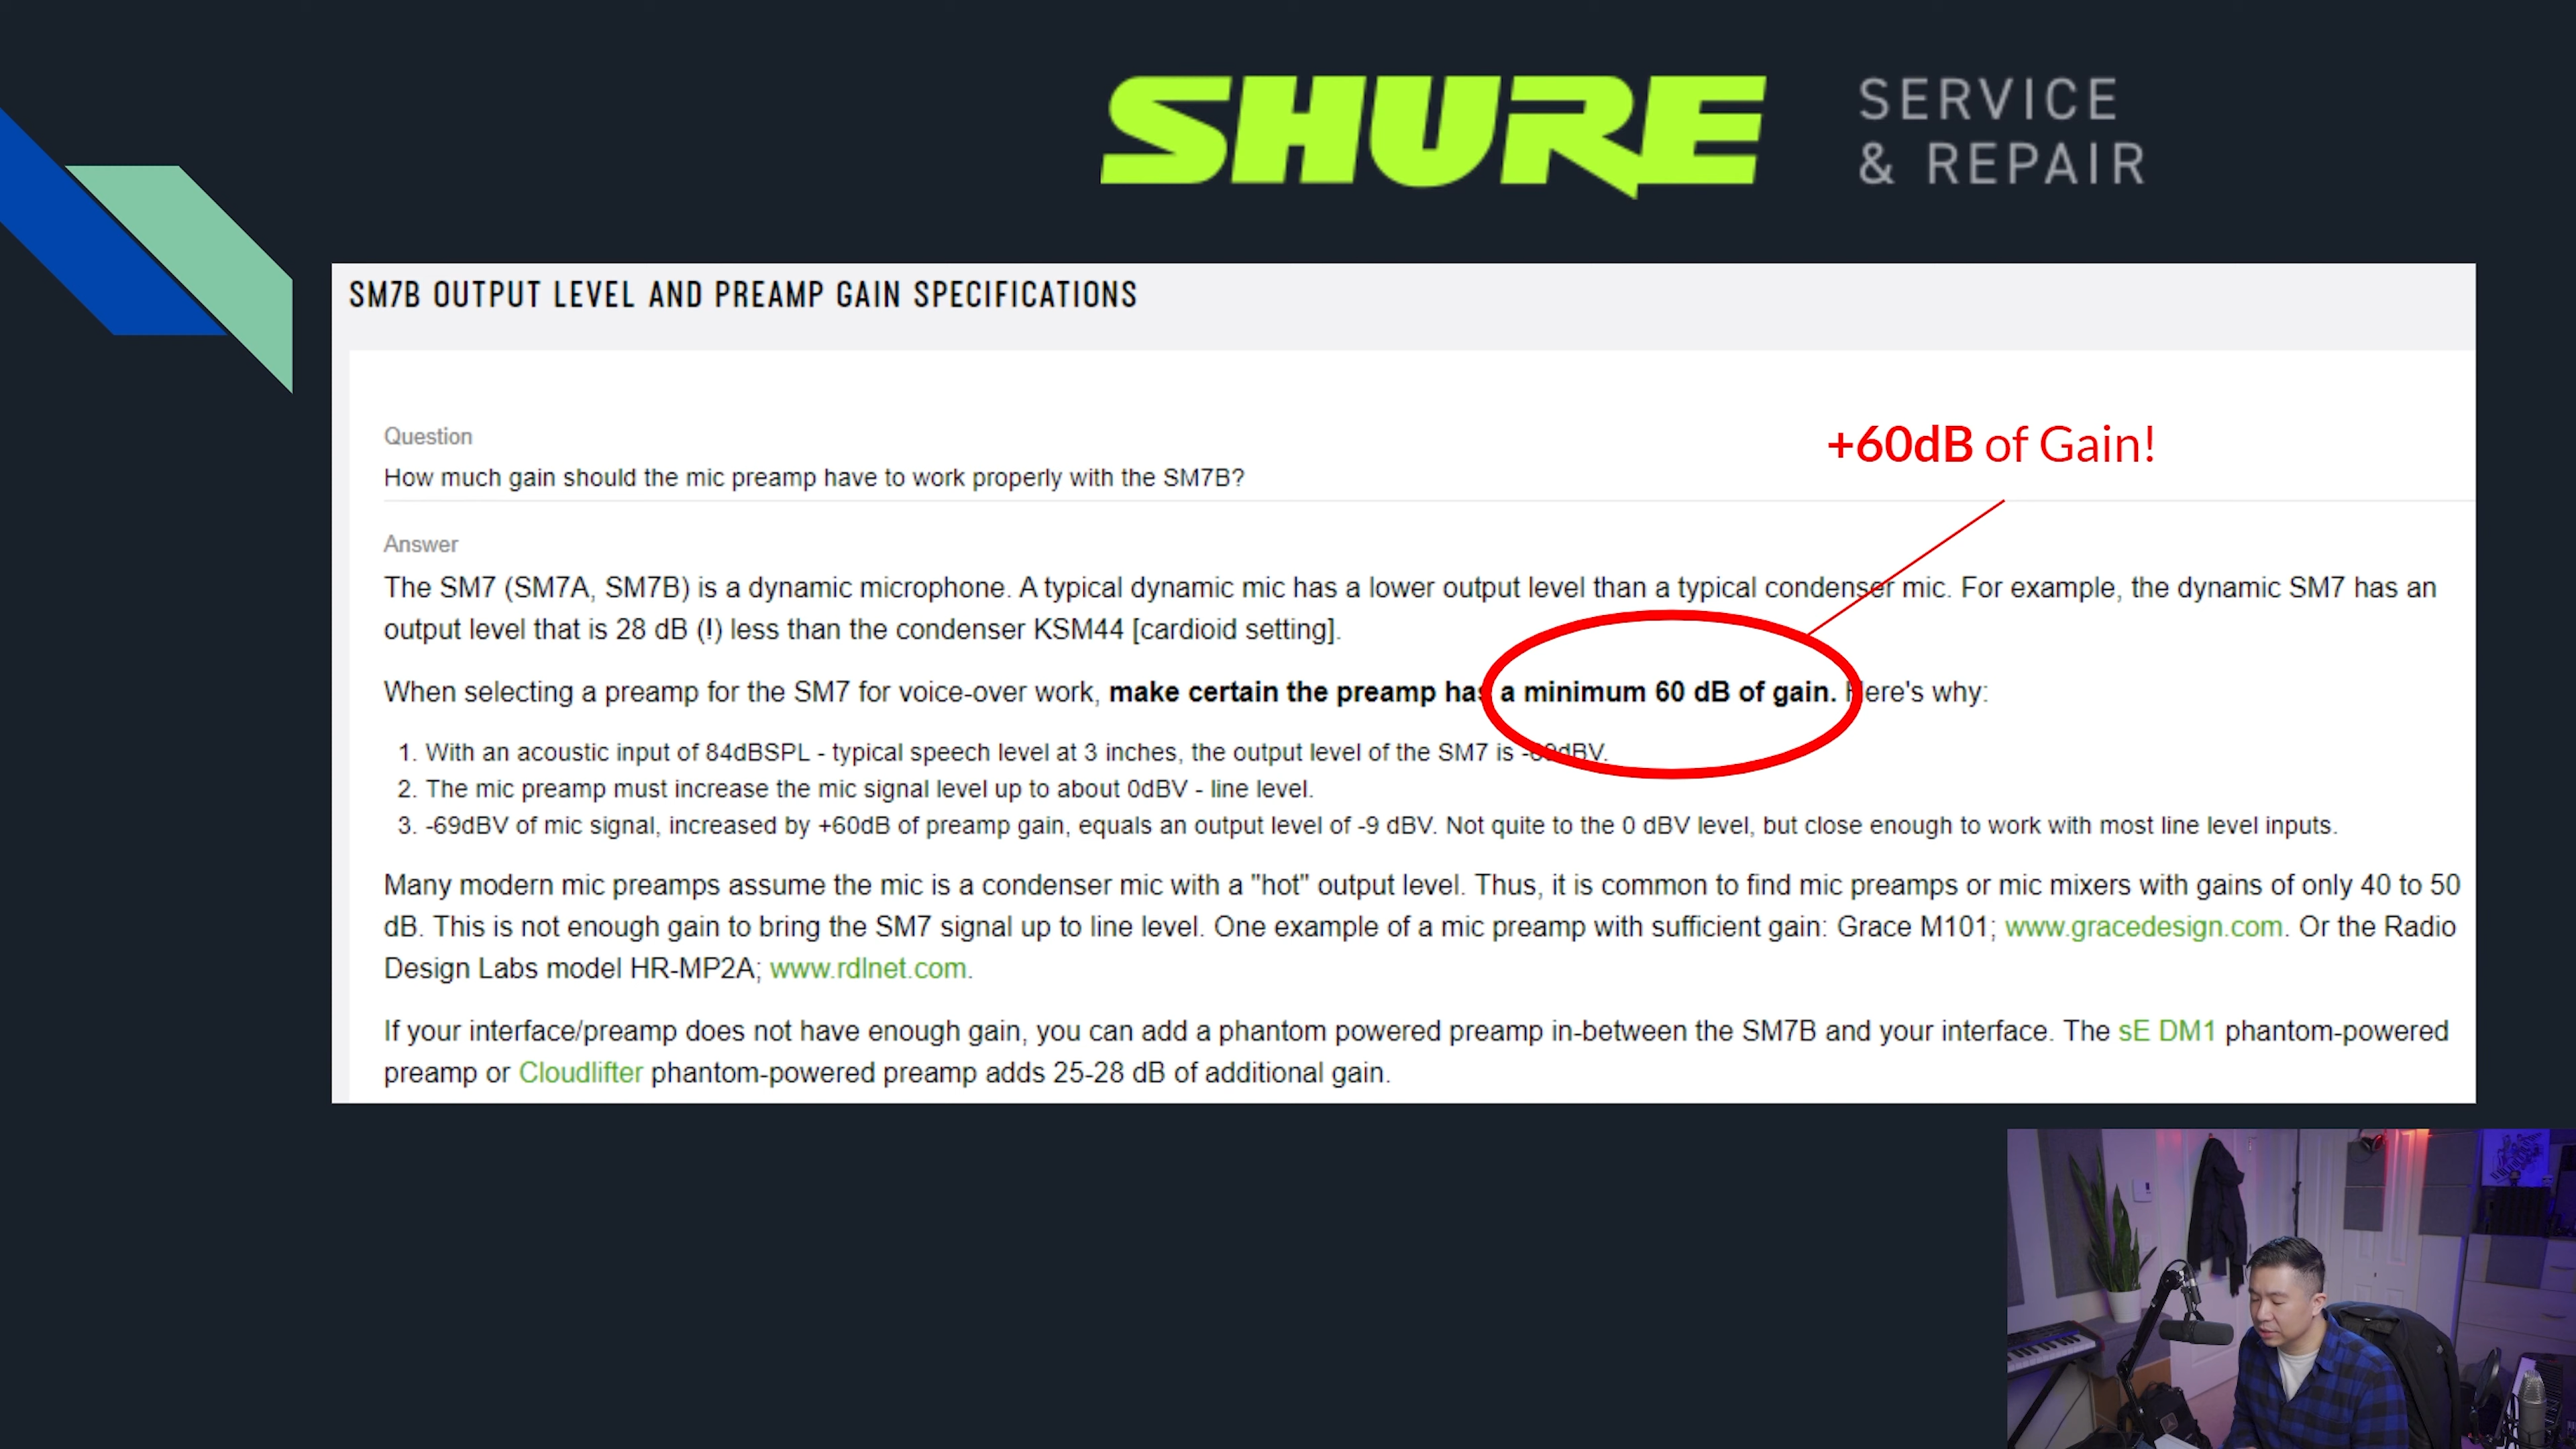 SHURE
SERVICE
& REPAIR
SM7B OUTPUT LEVEL AND PREAMP GAIN SPECIFICATIONS
Question
How much gain should the mic preamp have to work properly with the SM7B?
+60dB of Gain!
Answer
The SM7 (SM7A, SM7B) is a dynamic microphone. A typical dynamic mic has a lower output level than a typical condenser mic. For example, the dynamic SM7 has an
output level that is 28 dB (!) less than the condenser KSM44 [cardioid setting].
When selecting a preamp for the SM7 for voice-over work, make certain the preamp has a minimum 60 dB of gain. Here's why:
1. With an acoustic input of 84dBSPL - typical speech level at 3 inches, the output level of the SM7 is -69dBV.
2. The mic preamp must increase the mic signal level up to about 0dBV - line level.
3. -69dBV of mic signal, increased by +60dB of preamp gain, equals an output level of -9 dBV. Not quite to the 0 dBV level, but close enough to work with most line level inputs.
Many modern mic preamps assume the mic is a condenser mic with a "hot" output level. Thus, it is common to find mic preamps or mic mixers with gains of only 40 to 50
dB. This is not enough gain to bring the SM7 signal up to line level. One example of a mic preamp with sufficient gain: Grace M101; www.gracedesign.com. Or the Radio
Design Labs model HR-MP2A; www.rdlnet.com.
If your interface/preamp does not have enough gain, you can add a phantom powered preamp in-between the SM7B and your interface. The sE DM1 phantom-powered
preamp or Cloudlifter phantom-powered preamp adds 25-28 dB of additional gain.